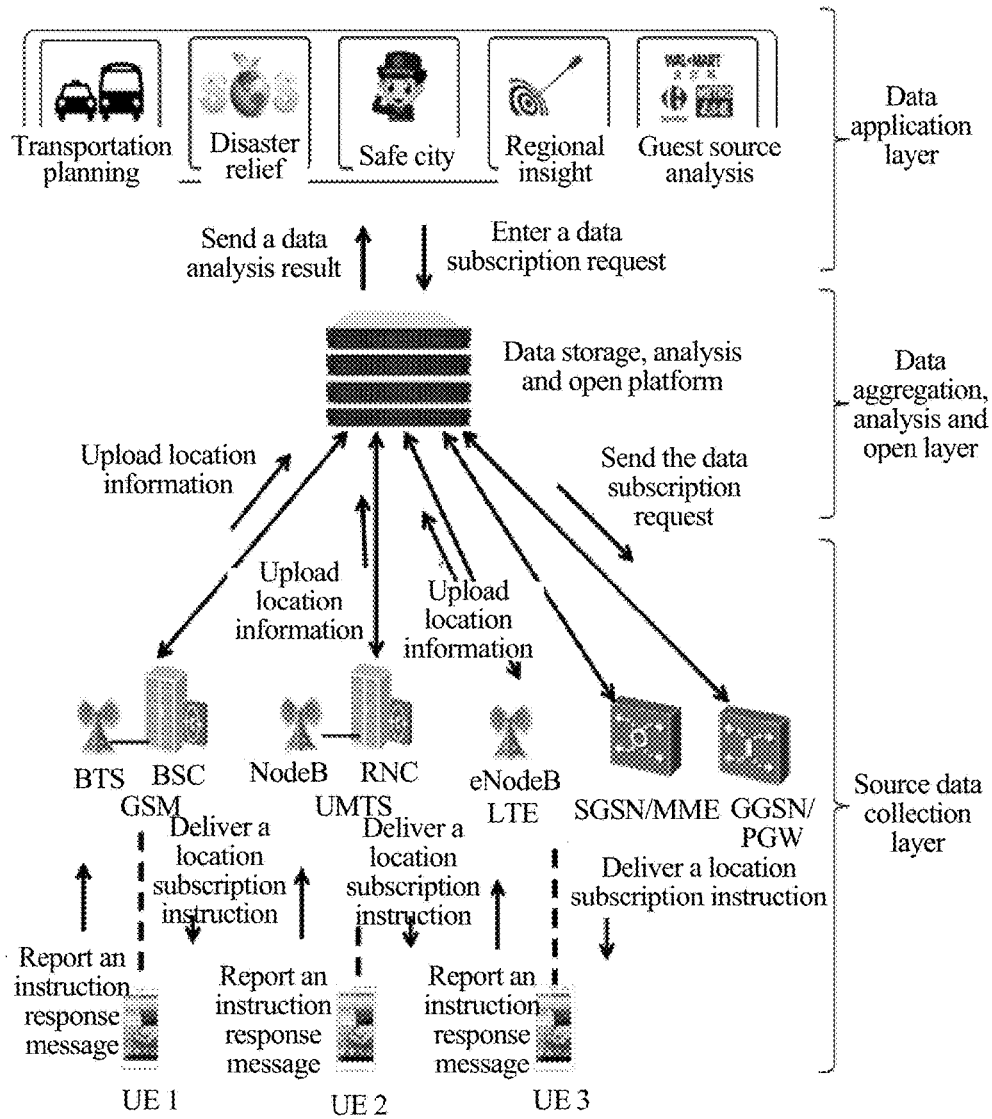 WAL★MART
Transportation
planning
Disaster
relief
Safe city
Regional
insight
Guest source
analysis
Data
application
layer
Send a data
analysis result
Enter a data
subscription request
Data storage, analysis
and open platform
Data
aggregation,
analysis and
open layer
Upload location
information
Send the data
subscription
request
Upload
location
information
Upload
location
information
BTS
BSC
GSM
NodeB
RNC
UMTS
eNodeB
LTE
SGSN/MME
GGSN/
PGW
Source data
collection
layer
Deliver a
location
subscription
instruction
Deliver a
location
subscription
instruction
Deliver a location
subscription instruction
Report an
instruction
response
message
Report an
instruction
response
message
Report an
instruction
response
message
UE 1
UE 2
UE 3